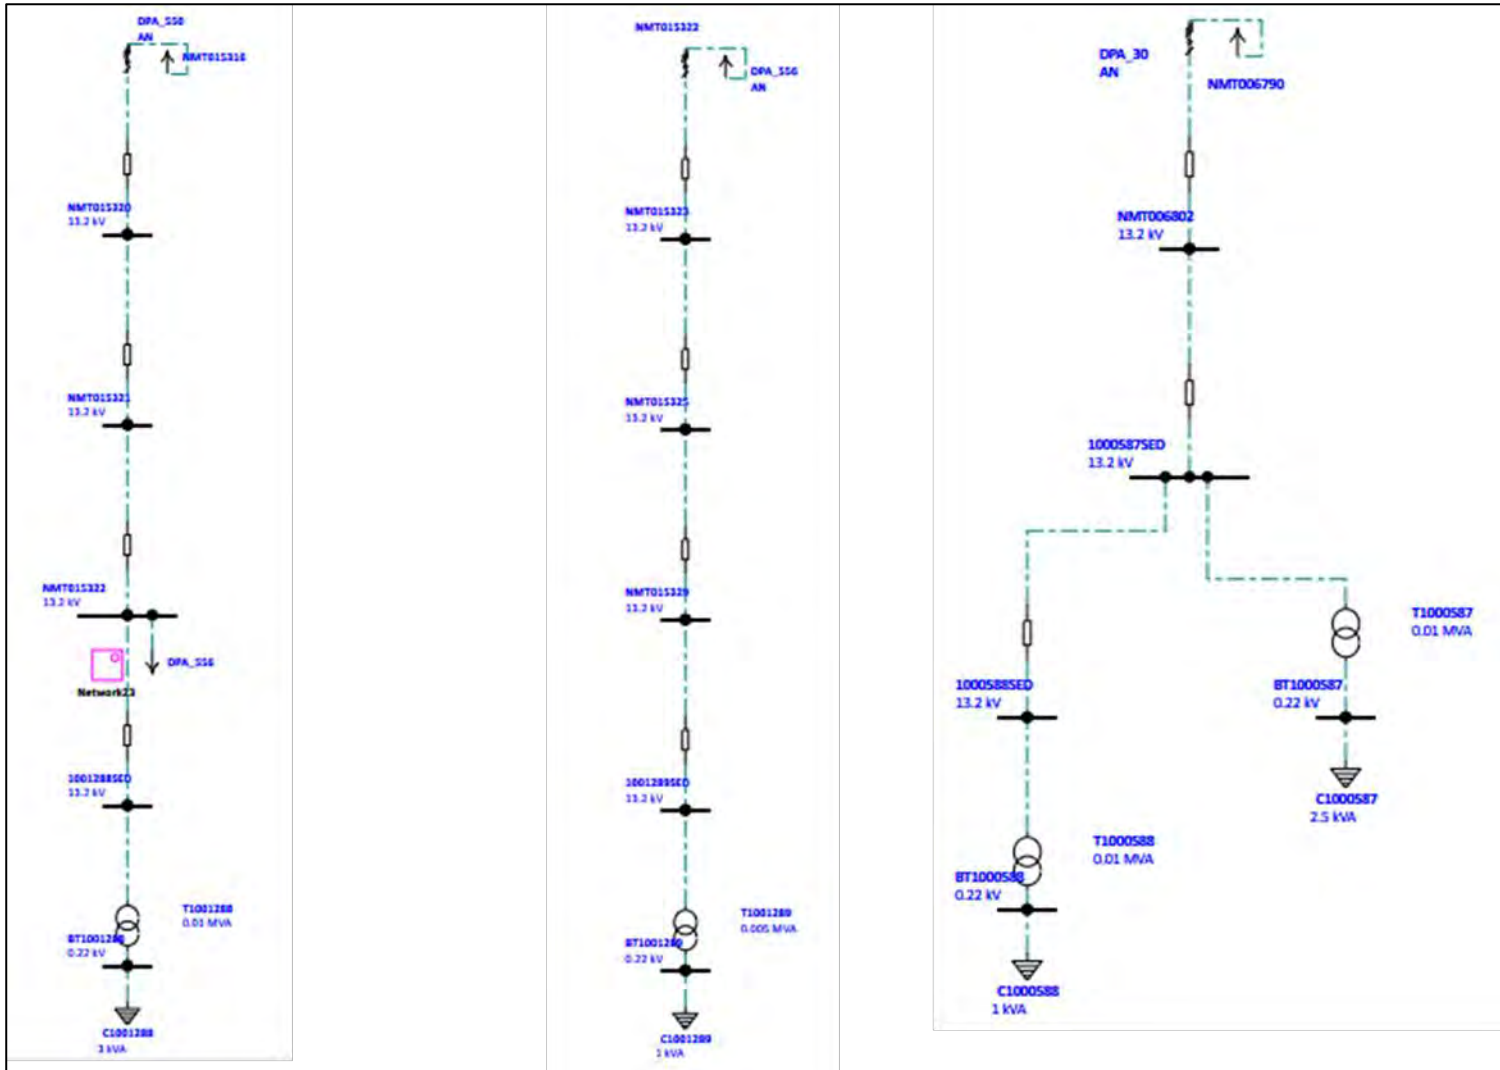 DPA_550
AN
NMT015316
NMT015320
13.2 kV
NMT015321
13.2 kV
NMT015322
13.2 kV
DPA_556
Network23
1001288SED
13.2 kV
T1001288
0.01 MVA
BT1001288
0.22 kV
C1001288
3 kVA
NMT015322
DPA_556
AN
NMT015323
13.2 kV
NMT015325
13.2 kV
NMT015329
13.2 kV
1001289SED
13.2 kV
T1001289
0.005 MVA
BT1001289
0.22 kV
C1001289
1 kVA
DPA_30
AN
NMT006790
NMT006802
13.2 kV
1000587SED
13.2 kV
T1000587
0.01 MVA
1000588SED
13.2 kV
BT1000587
0.22 kV
C1000587
2.5 kVA
T1000588
0.01 MVA
BT1000588
0.22 kV
C1000588
1 kVA